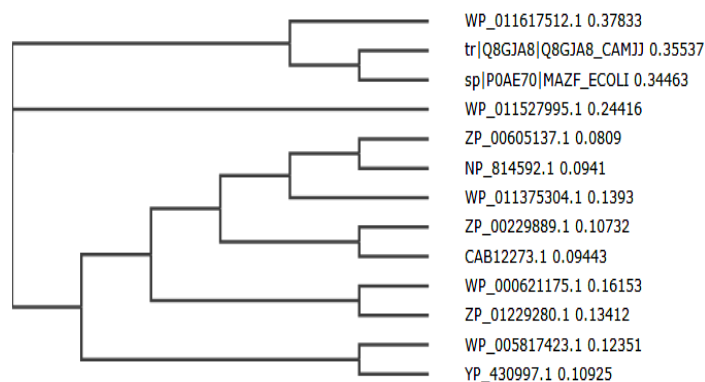 WP_011617512.1 0.37833
tr|Q8GJA8|Q8GJA8_CAMJJ 0.35537
sp|P0AE70|MAZF_ECOLI 0.34463
WP_011527995.1 0.24416
ZP_00605137.1 0.0809
NP_814592.1 0.0941
WP_011375304.1 0.1393
ZP_00229889.1 0.10732
CAB12273.1 0.09443
WP_000621175.1 0.16153
ZP_01229280.1 0.13412
WP_005817423.1 0.12351
YP_430997.1 0.10925